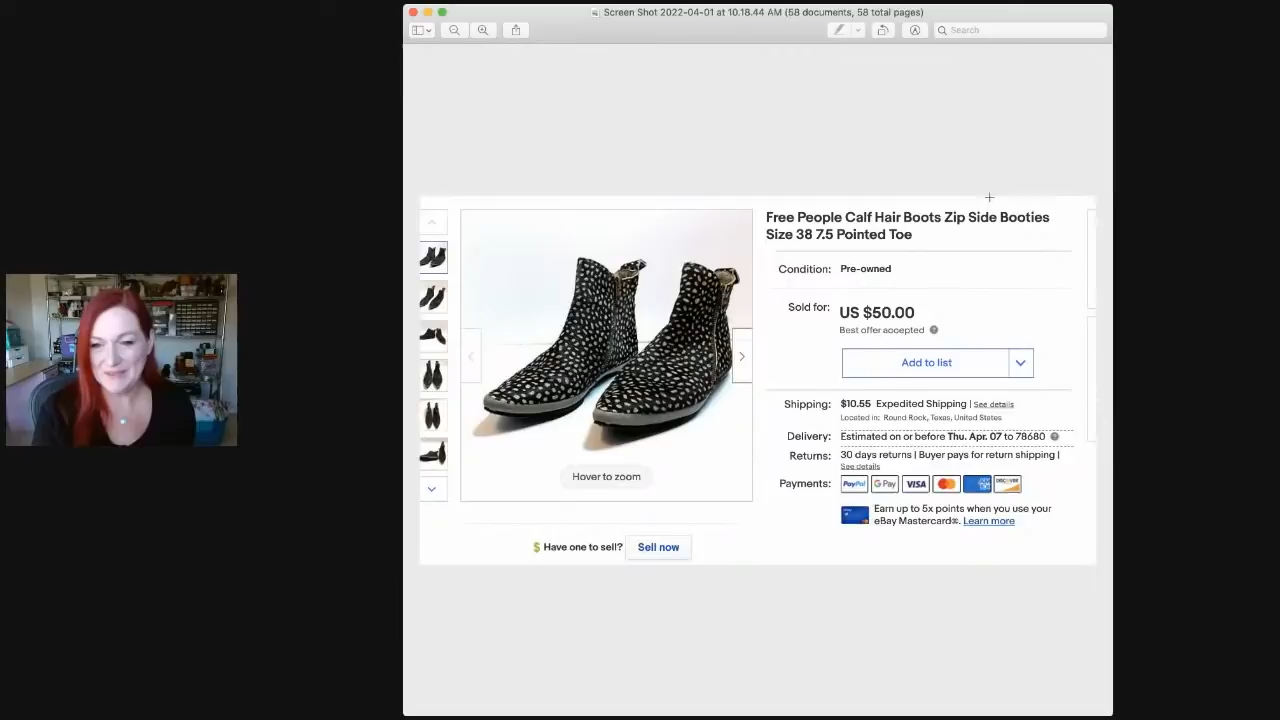 Screen Shot 2022-04-01 at 10.18.44 AM (58 documents, 58 total pages)
Search
Free People Calf Hair Boots Zip Side Booties
Size 38 7.5 Pointed Toe
Condition: Pre-owned
Sold for: US $50.00
Best offer accepted
Add to list
Shipping: $10.55 Expedited Shipping | See details
Located in: Round Rock, Texas, United States
Delivery: Estimated on or before Thu. Apr. 07 to 78680
Returns: 30 days returns | Buyer pays for return shipping |
See details
Payments: PayPal G Pay VISA DISCOVER
Earn up to 5x points when you use your
eBay Mastercard®. Learn more
Hover to zoom
Have one to sell? Sell now